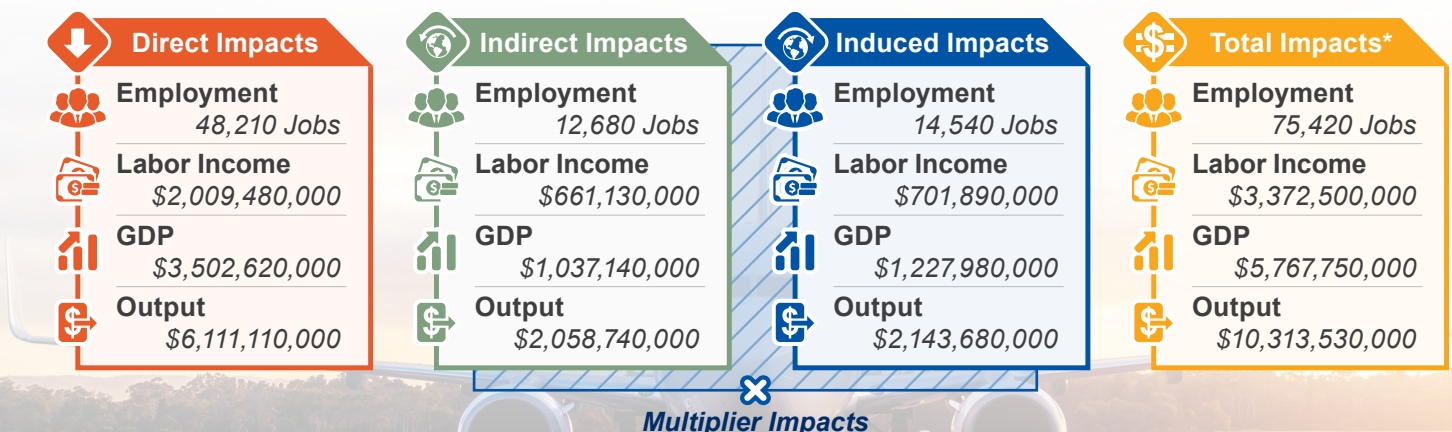 Direct Impacts
Employment
48,210 Jobs
Labor Income
$2,009,480,000
GDP
$3,502,620,000
Output
$6,111,110,000
Indirect Impacts
Employment
12,680 Jobs
Labor Income
$661,130,000
GDP
$1,037,140,000
Output
$2,058,740,000
Induced Impacts
Employment
14,540 Jobs
Labor Income
$701,890,000
GDP
$1,227,980,000
Output
$2,143,680,000
Total Impacts*
Employment
75,420 Jobs
Labor Income
$3,372,500,000
GDP
$5,767,750,000
Output
$10,313,530,000
Multiplier Impacts